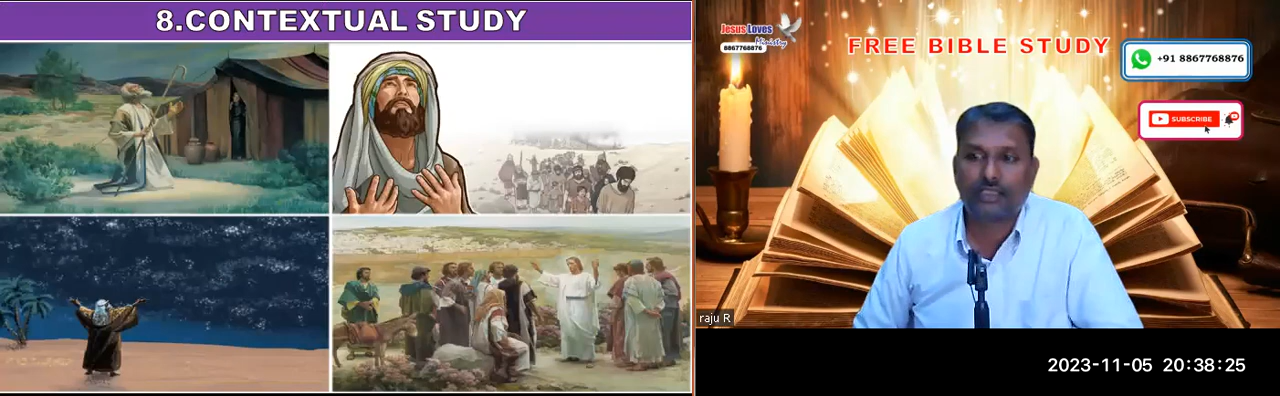 8.CONTEXTUAL STUDY
Jesus Loves
Ministry
8867768876
FREE BIBLE STUDY
+91 8867768876
SUBSCRIBE
raju R
2023-11-05 20:38:25